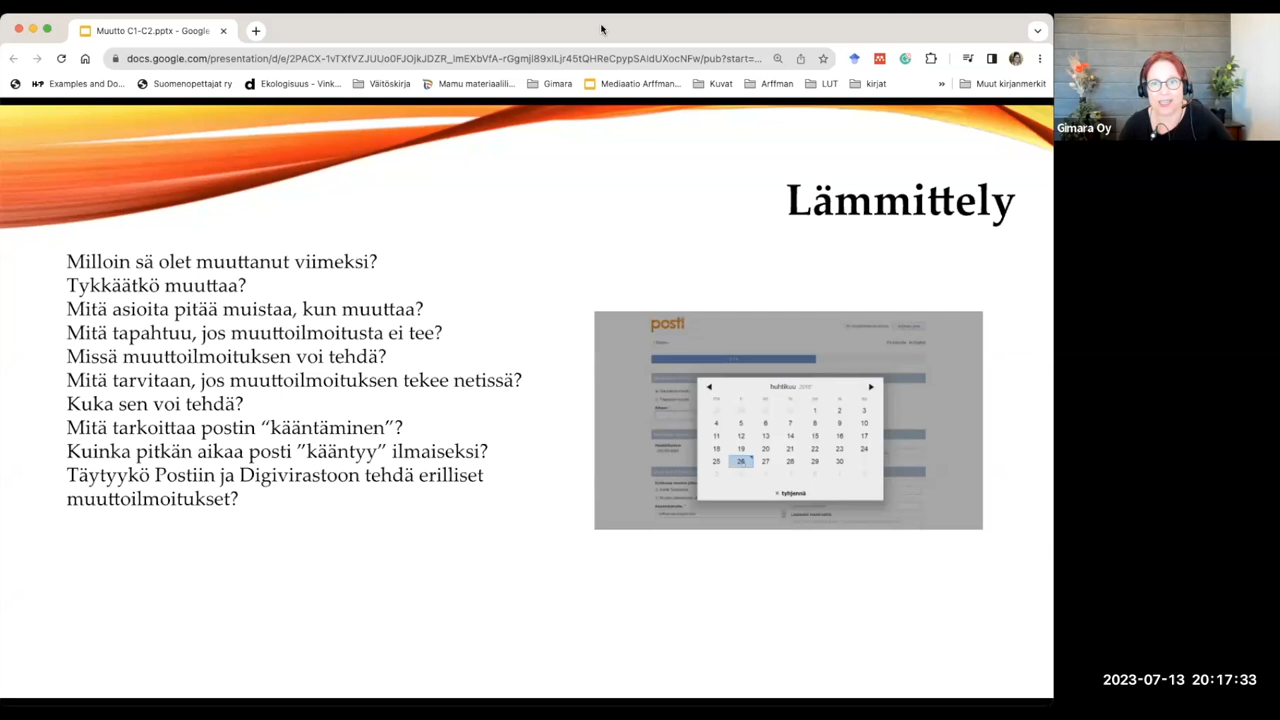 Muutto C1-C2.pptx - Google
docs.google.com/presentation/d/e/2PACX-1vTXfVZJUUo0FJOjkJDZR_ImEXbVfA-rGgmjl89xILjr45tQHReCpypSAIdUXocNFw/pub?start=...
Examples and Do... Suomenopettajat ry Ekologisuus - Vink... Väitöskirja Mamu materiaalili... Gimara Mediaatio Arffman... Kuvat Arffman LUT kirjat » Muut kirjanmerkit
Gimara Oy
Lämmittely
Milloin sä olet muuttanut viimeksi?
Tykkäätkö muuttaa?
Mitä asioita pitää muistaa, kun muuttaa?
Mitä tapahtuu, jos muuttoilmoitusta ei tee?
Missä muuttoilmoituksen voi tehdä?
Mitä tarvitaan, jos muuttoilmoituksen tekee netissä?
Kuka sen voi tehdä?
Mitä tarkoittaa postin “kääntäminen”?
Kuinka pitkän aikaa posti ”kääntyy” ilmaiseksi?
Täytyykö Postiin ja Digivirastoon tehdä erilliset
muuttoilmoitukset?
posti
huhtikuu
1 2 3
4 5 6 7 8 9 10
11 12 13 14 15 16 17
18 19 20 21 22 23 24
25 26 27 28 29 30
× tyhjennä
2023-07-13 20:17:33